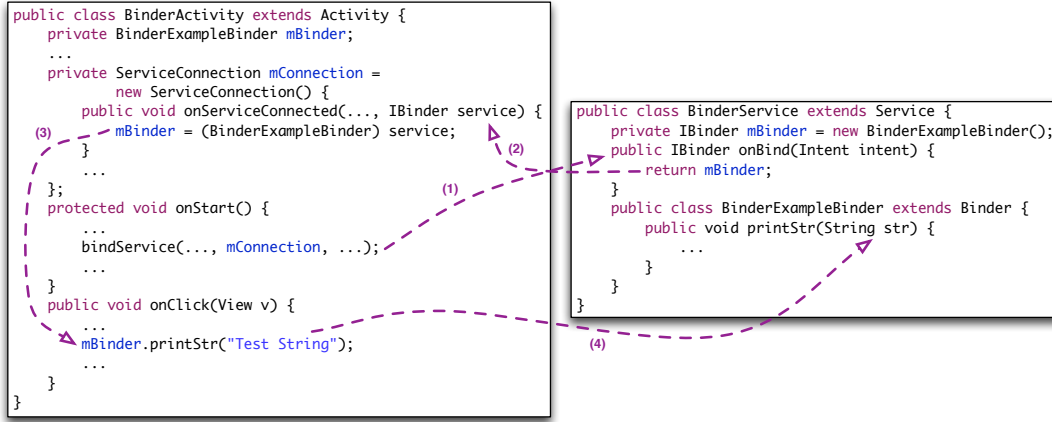 public class BinderActivity extends Activity {
private BinderExampleBinder mBinder;
...
private ServiceConnection mConnection =
new ServiceConnection() {
public void onServiceConnected(..., IBinder service) {
mBinder = (BinderExampleBinder) service;
}
...
};
protected void onStart() {
...
bindService(..., mConnection, ...);
...
}
public void onClick(View v) {
...
mBinder.printStr("Test String");
...
}
}
(3)
(2)
(1)
(4)
public class BinderService extends Service {
private IBinder mBinder = new BinderExampleBinder();
public IBinder onBind(Intent intent) {
return mBinder;
}
public class BinderExampleBinder extends Binder {
public void printStr(String str) {
...
}
}
}